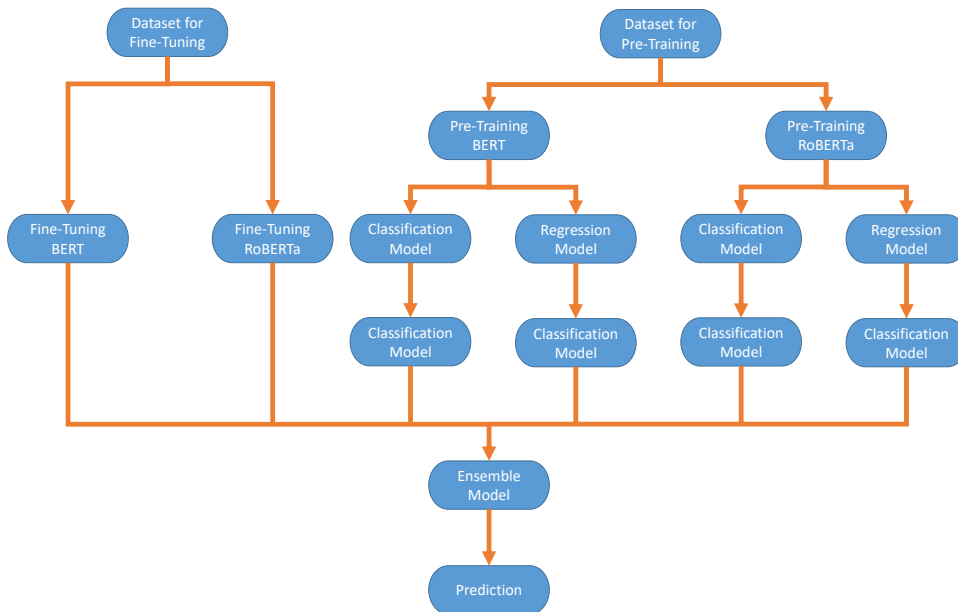 Dataset for
Fine-Tuning
Dataset for
Pre-Training
Pre-Training
BERT
Pre-Training
RoBERTa
Fine-Tuning
BERT
Fine-Tuning
RoBERTa
Classification
Model
Regression
Model
Classification
Model
Regression
Model
Classification
Model
Classification
Model
Classification
Model
Classification
Model
Ensemble
Model
Prediction